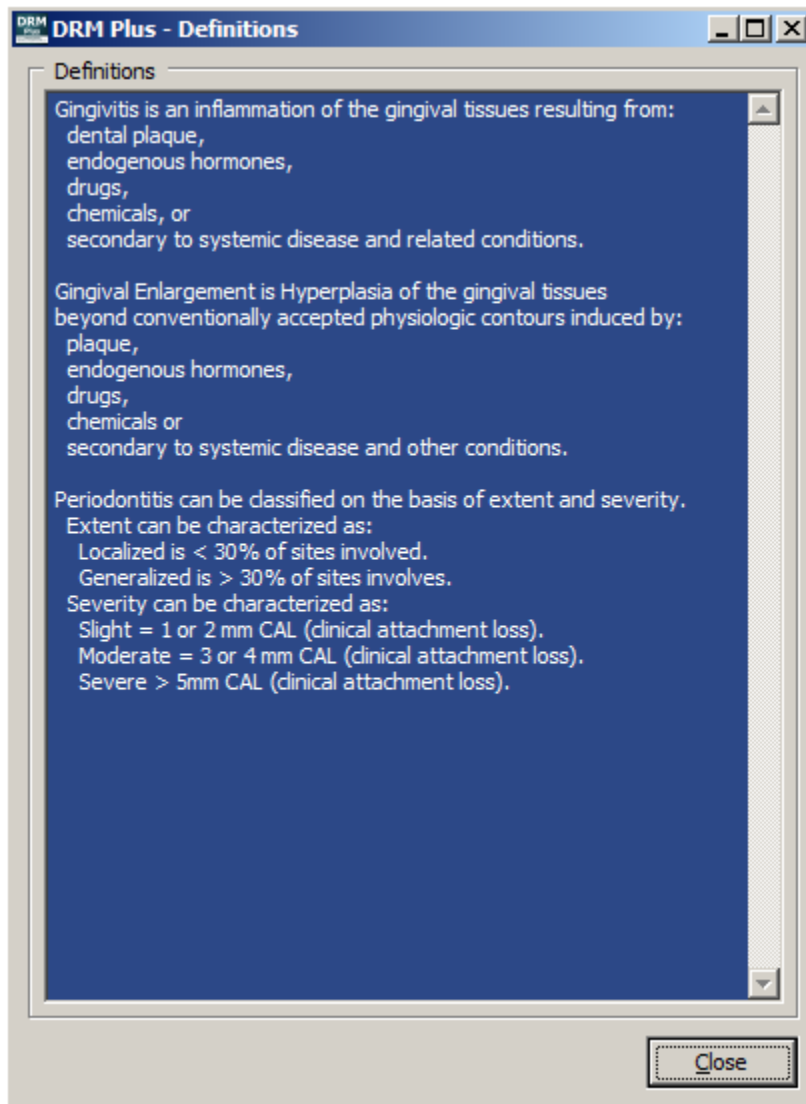 DRM Plus
DRM Plus - Definitions
Definitions
Gingivitis is an inflammation of the gingival tissues resulting from:
dental plaque,
endogenous hormones,
drugs,
chemicals, or
secondary to systemic disease and related conditions.
Gingival Enlargement is Hyperplasia of the gingival tissues
beyond conventionally accepted physiologic contours induced by:
plaque,
endogenous hormones,
drugs,
chemicals or
secondary to systemic disease and other conditions.
Periodontitis can be classified on the basis of extent and severity.
Extent can be characterized as:
Localized is < 30% of sites involved.
Generalized is > 30% of sites involves.
Severity can be characterized as:
Slight = 1 or 2 mm CAL (clinical attachment loss).
Moderate = 3 or 4 mm CAL (clinical attachment loss).
Severe > 5mm CAL (clinical attachment loss).
Close